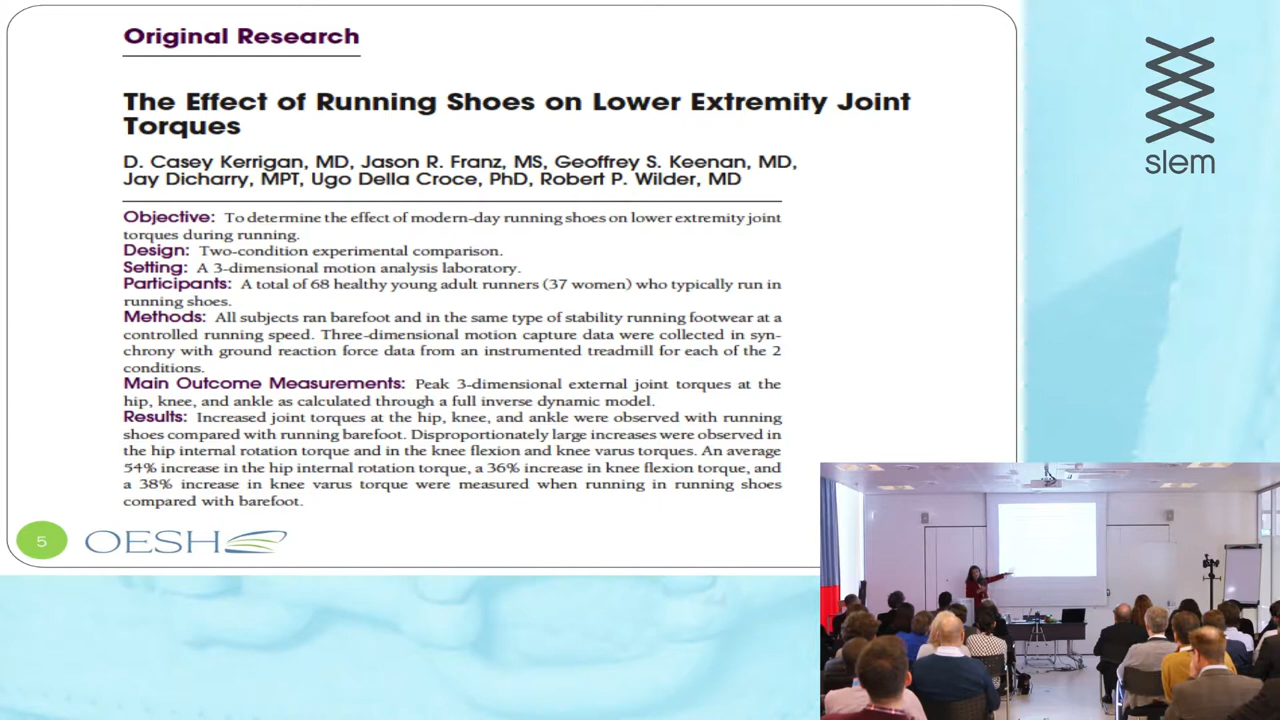 Original Research
The Effect of Running Shoes on Lower Extremity Joint
Torques
D. Casey Kerrigan, MD, Jason R. Franz, MS, Geoffrey S. Keenan, MD,
Jay Dicharry, MPT, Ugo Della Croce, PhD, Robert P. Wilder, MD
Objective: To determine the effect of modern-day running shoes on lower extremity joint
torques during running.
Design: Two-condition experimental comparison.
Setting: A 3-dimensional motion analysis laboratory.
Participants: A total of 68 healthy young adult runners (37 women) who typically run in
running shoes.
Methods: All subjects ran barefoot and in the same type of stability running footwear at a
controlled running speed. Three-dimensional motion capture data were collected in syn-
chrony with ground reaction force data from an instrumented treadmill for each of the 2
conditions.
Main Outcome Measurements: Peak 3-dimensional external joint torques at the
hip, knee, and ankle as calculated through a full inverse dynamic model.
Results: Increased joint torques at the hip, knee, and ankle were observed with running
shoes compared with running barefoot. Disproportionately large increases were observed in
the hip internal rotation torque and in the knee flexion and knee varus torques. An average
54% increase in the hip internal rotation torque, a 36% increase in knee flexion torque, and
a 38% increase in knee varus torque were measured when running in running shoes
compared with barefoot.
5
OESH
slem